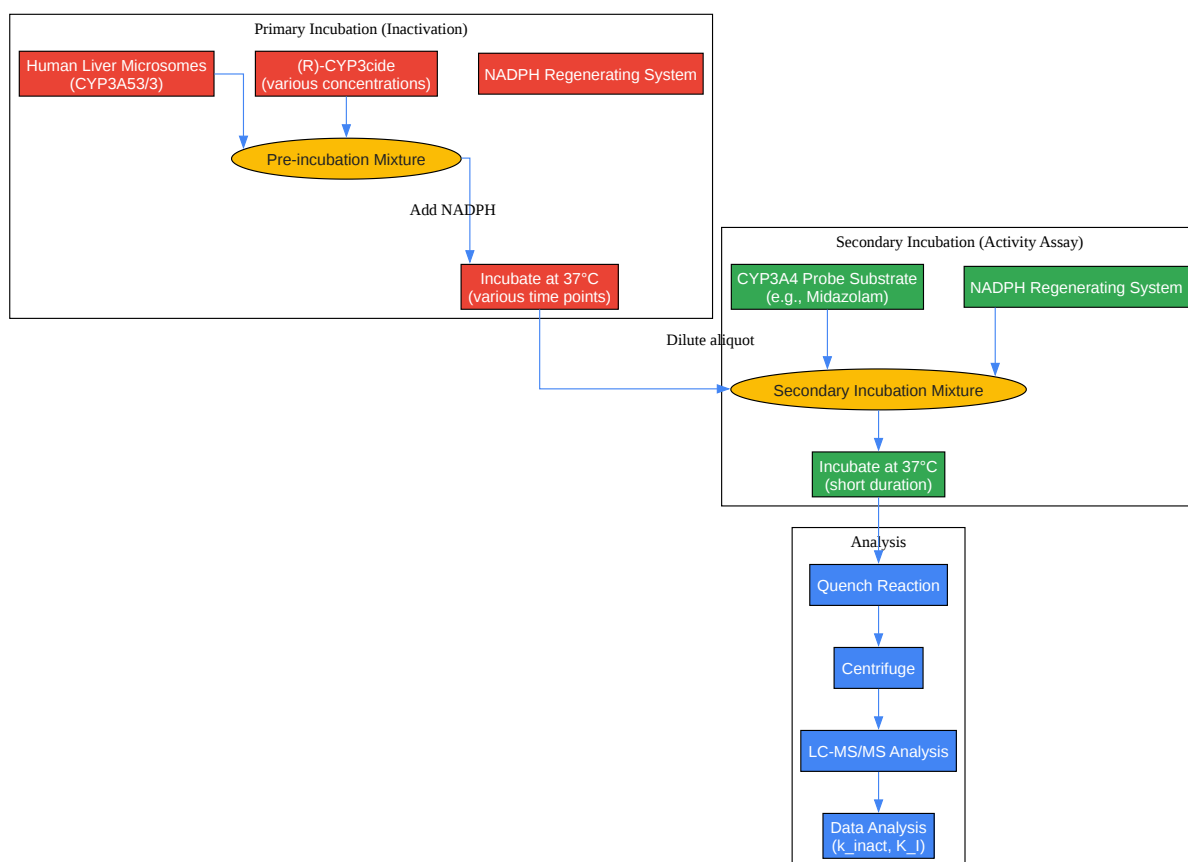 Primary Incubation (Inactivation)
Human Liver Microsomes
(CYP3A53/3)
(R)-CYP3cide
(various concentrations)
NADPH Regenerating System
Pre-incubation Mixture
Add NADPH
Incubate at 37°C
(various time points)
Secondary Incubation (Activity Assay)
CYP3A4 Probe Substrate
(e.g., Midazolam)
NADPH Regenerating System
Dilute aliquot
Secondary Incubation Mixture
Incubate at 37°C
(short duration)
Analysis
Quench Reaction
Centrifuge
LC-MS/MS Analysis
Data Analysis
(k_inact, K_I)